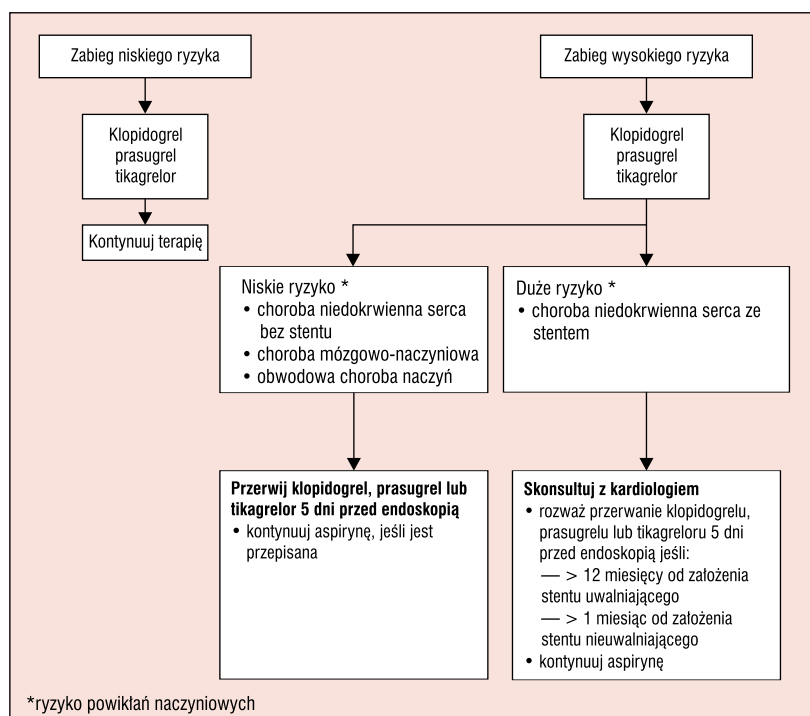 Zabieg niskiego ryzyka
Klopidogrel
prasugrel
tikagrelor
Kontynuuj terapię
Zabieg wysokiego ryzyka
Klopidogrel
prasugrel
tikagrelor
Niskie ryzyko *
• choroba niedokrwienna serca
bez stentu
• choroba mózgowo-naczyniowa
• obwodowa choroba naczyń
Przerwij klopidogrel, prasugrel lub
tikagrelor 5 dni przed endoskopią
• kontynuuj aspirynę, jeśli jest
przepisana
Duże ryzyko *
• choroba niedokrwienna serca ze
stentem
Skonsultuj z kardiologiem
• rozważ przerwanie klopidogrelu,
prasugrelu lub tikagreloru 5 dni
przed endoskopią jeśli:
— > 12 miesięcy od założenia
stentu uwalniającego
— > 1 miesiąc od założenia
stentu nieuwalniającego
• kontynuuj aspirynę
*ryzyko powikłań naczyniowych